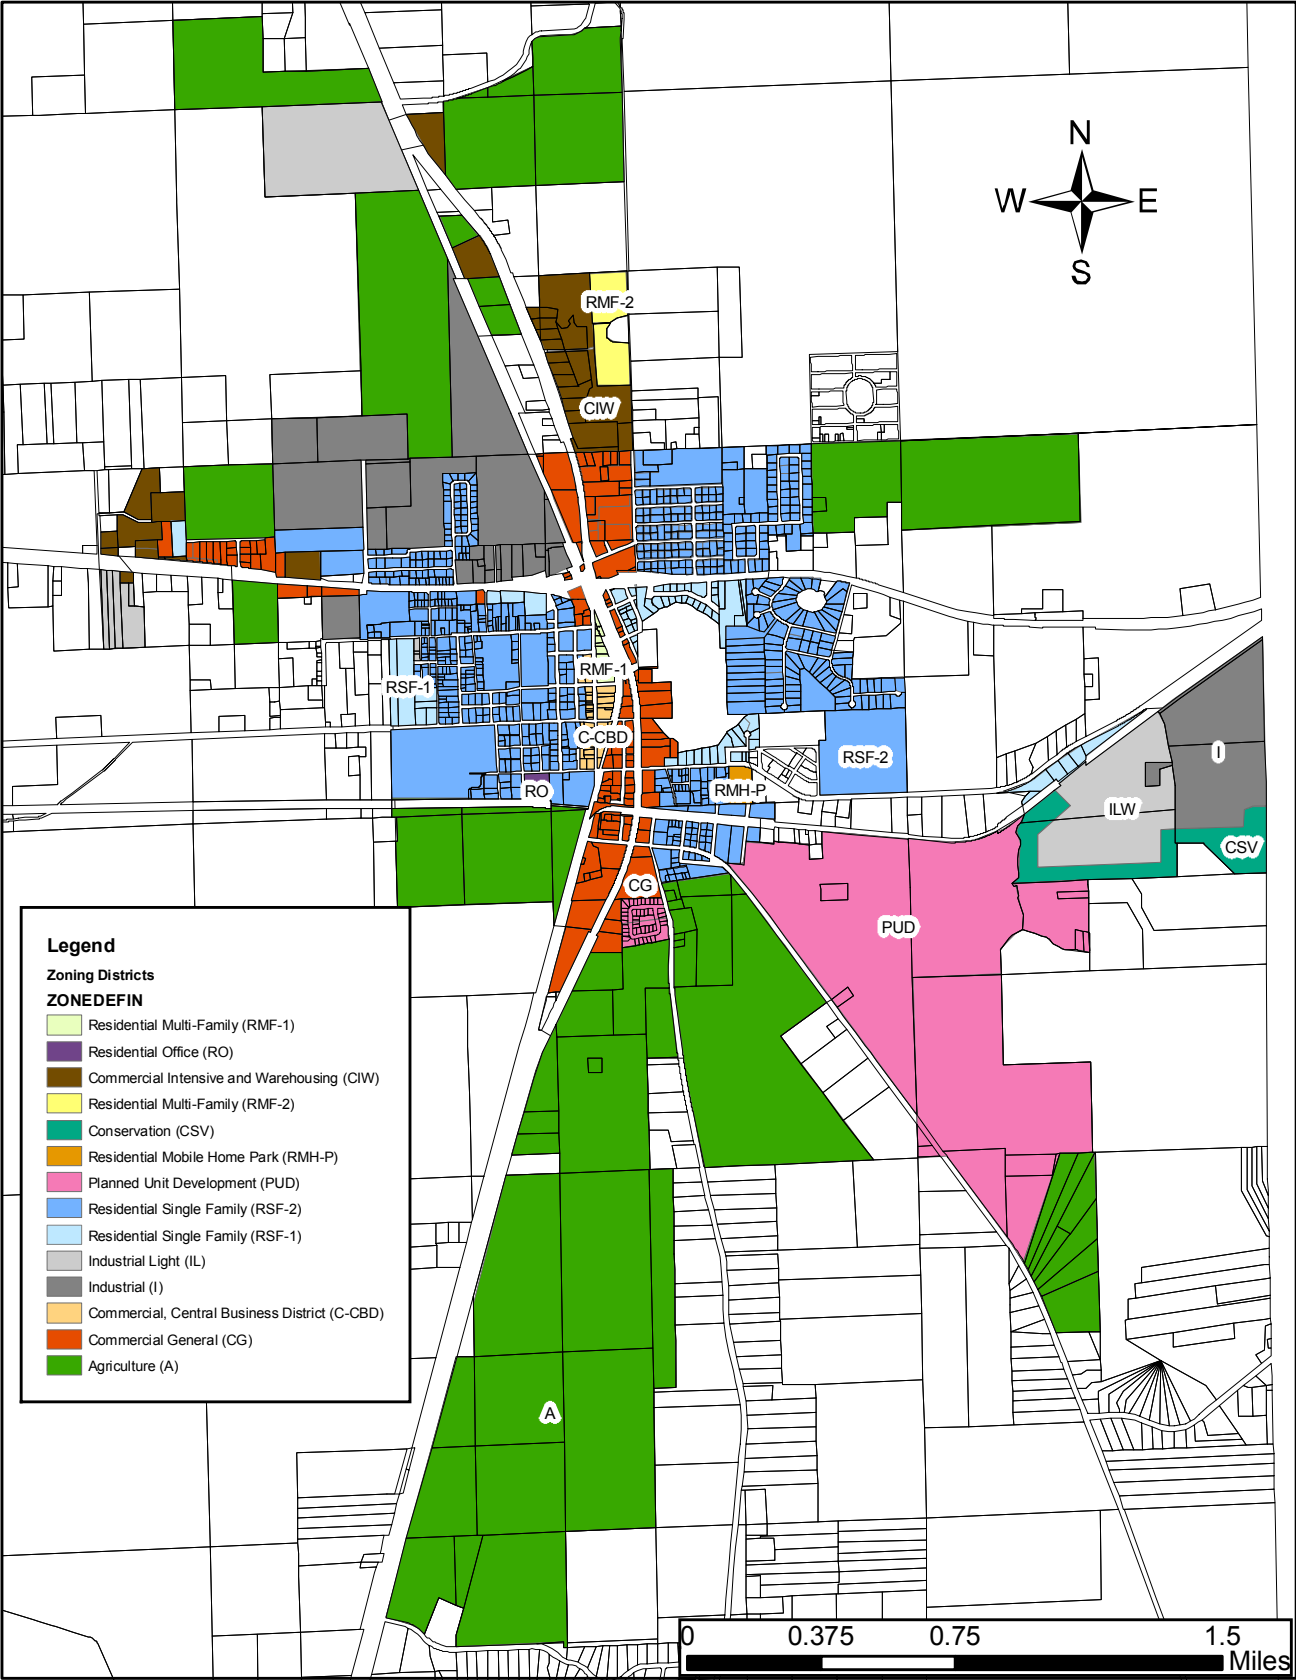 N
W E
S
RMF-2
CIW
RMF-1
RSF-1
C-CBD
I
RSF-2
RO
RMH-P
ILW
CSV
CG
PUD
Legend
Zoning Districts
ZONEDEFIN
Residential Multi-Family (RMF-1)
Residential Office (RO)
Commercial Intensive and Warehousing (CIW)
Residential Multi-Family (RMF-2)
Conservation (CSV)
Residential Mobile Home Park (RMH-P)
Planned Unit Development (PUD)
Residential Single Family (RSF-2)
Residential Single Family (RSF-1)
Industrial Light (IL)
Industrial (I)
Commercial, Central Business District (C-CBD)
Commercial General (CG)
Agriculture (A)
A
0 0.375 0.75 1.5
Miles